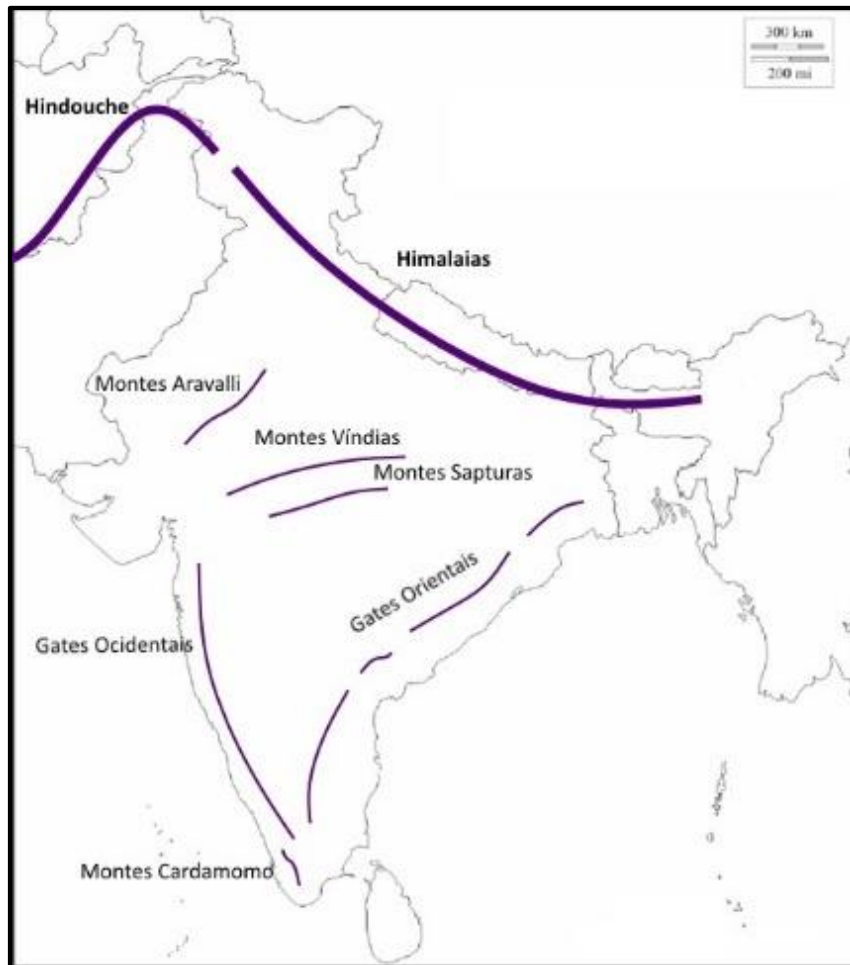 300 km
200 mi
Hindouche
Himalaias
Montes Aravalli
Montes Víndias
Montes Sapturas
Gates Orientais
Gates Ocidentais
Montes Cardamomo